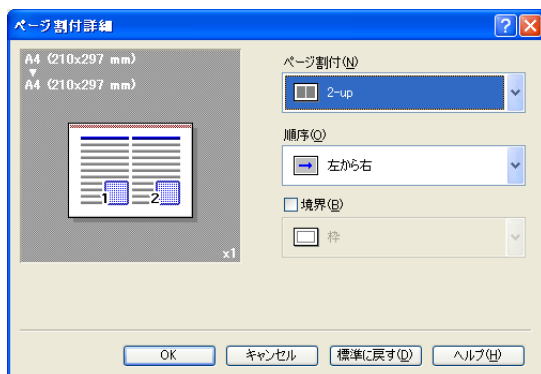 ページ割付詳細
A4 (210x297 mm)
A4 (210x297 mm)
1 2
x1
ページ割付(N)
2-up
順序(O)
左から右
境界(B)
枠
OK キャンセル 標準に戻す(D) ヘルプ(H)